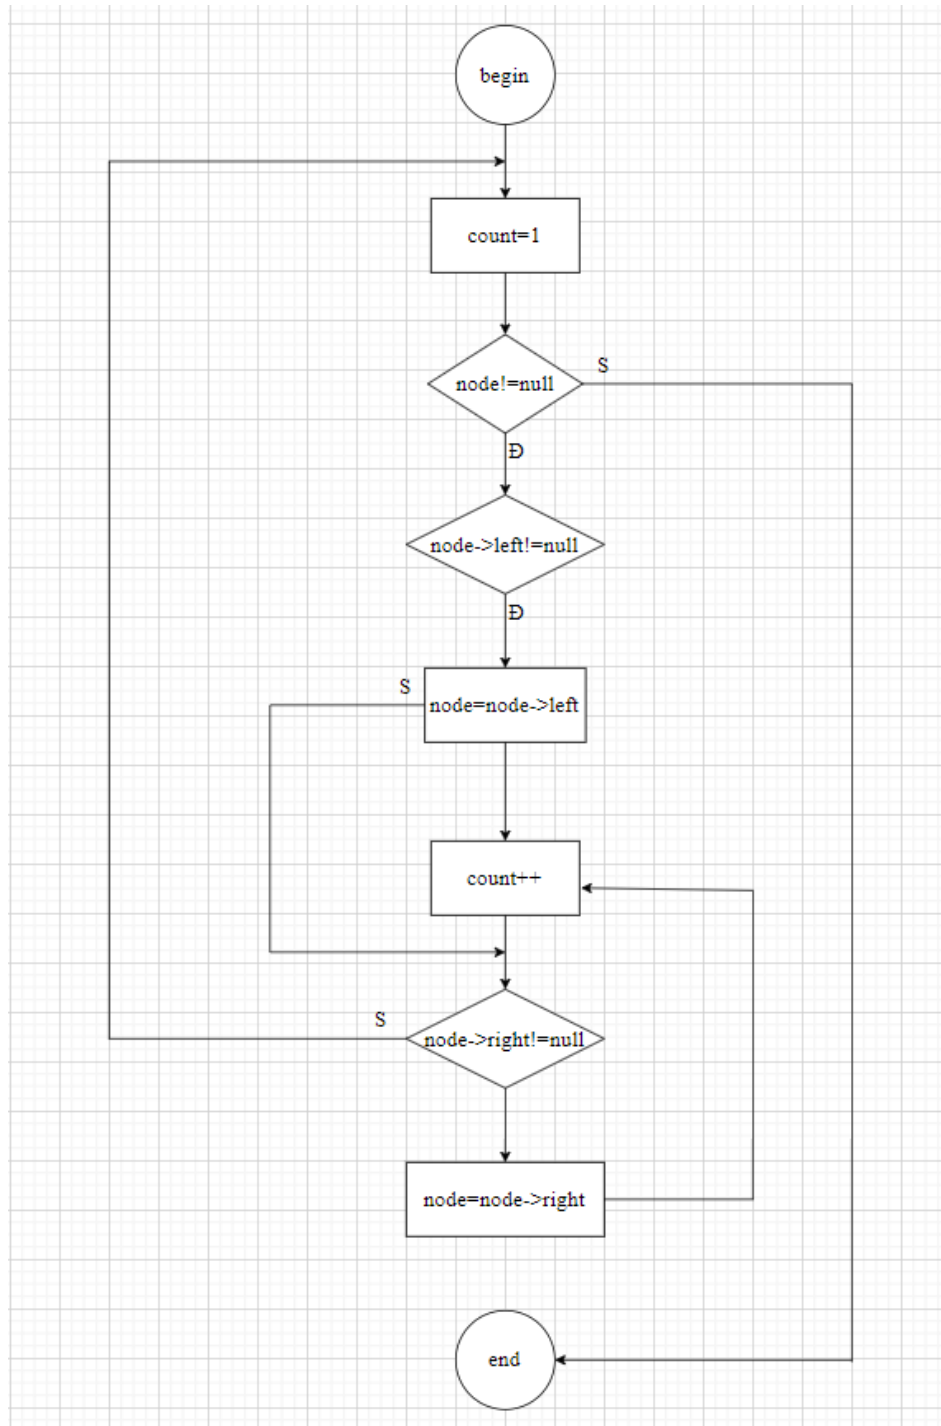 begin
count=1
node!=null
S
Đ
node->left!=null
Đ
S
node=node->left
count++
S
node->right!=null
node=node->right
end